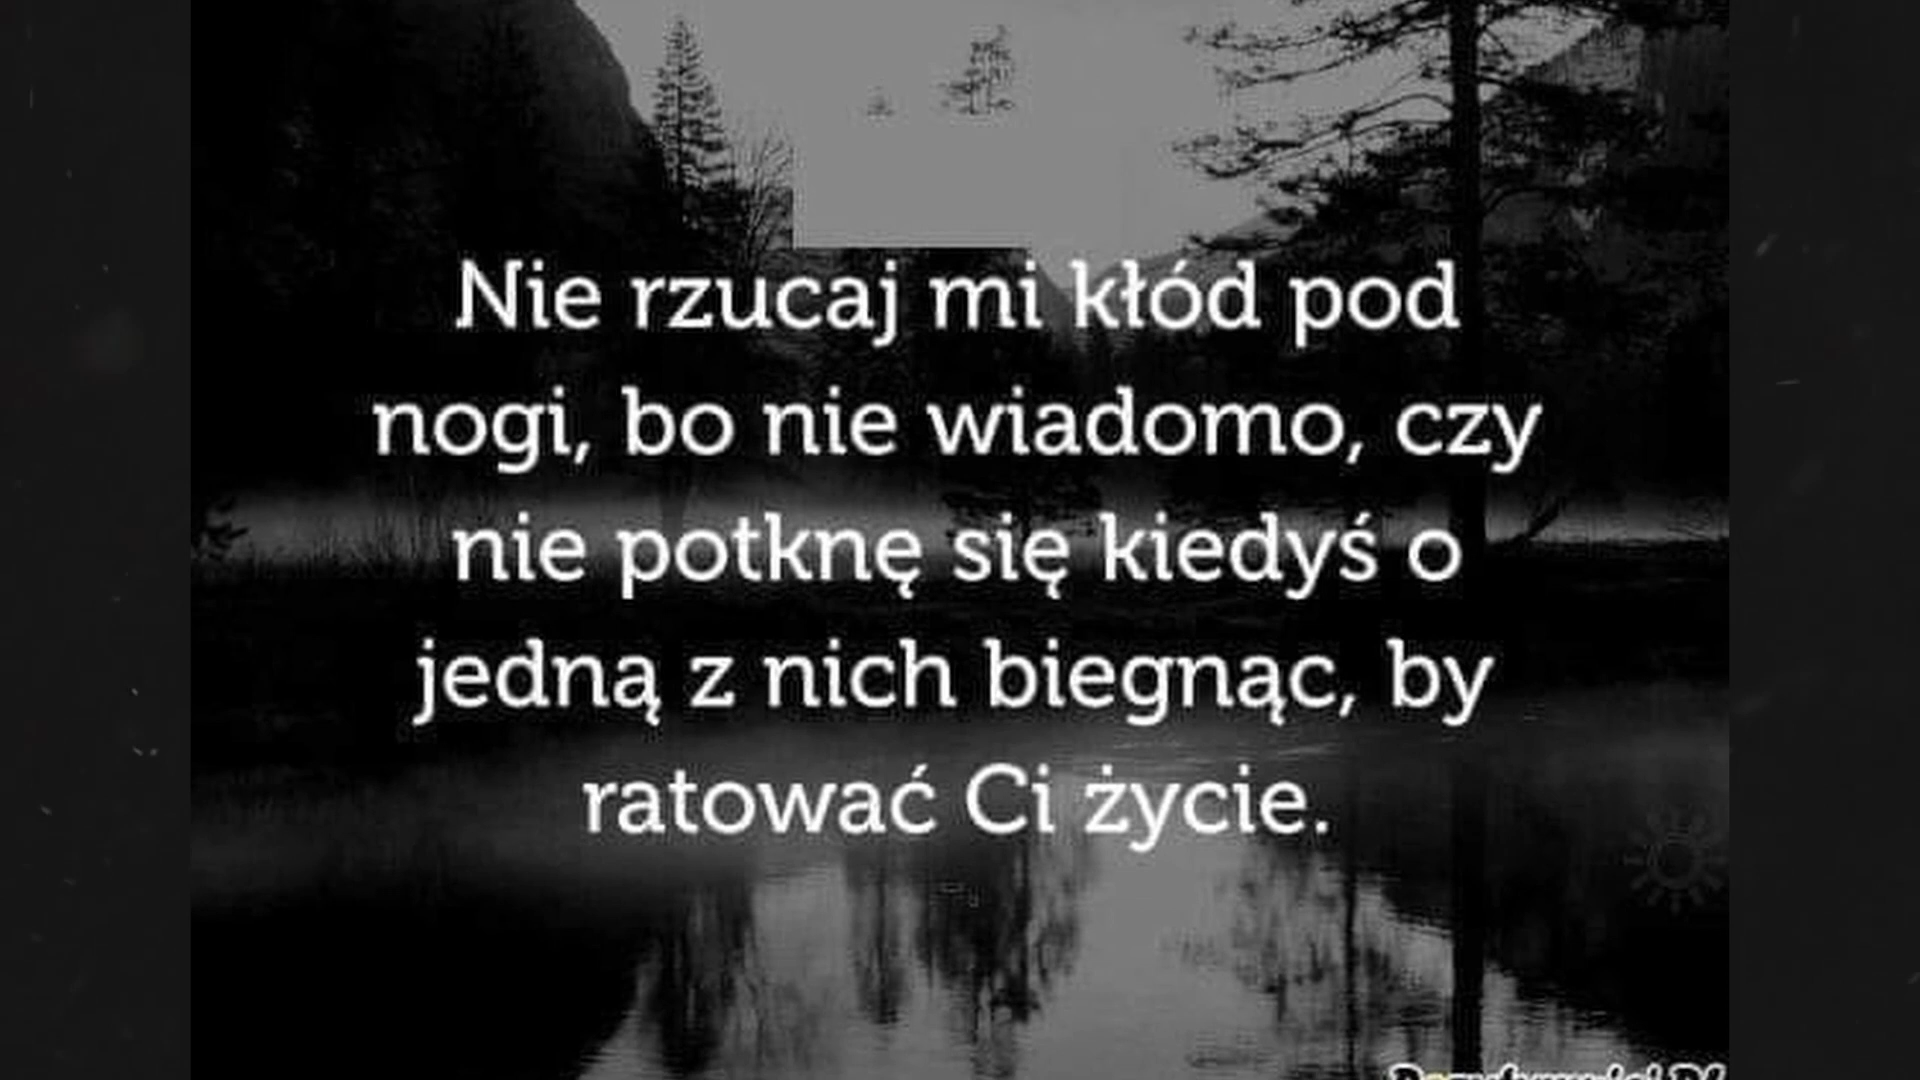 Nie rzucaj mi kłód pod
nogi, bo nie wiadomo, czy
nie potknę się kiedyś o
jedną z nich biegnąc, by
ratować Ci życie.